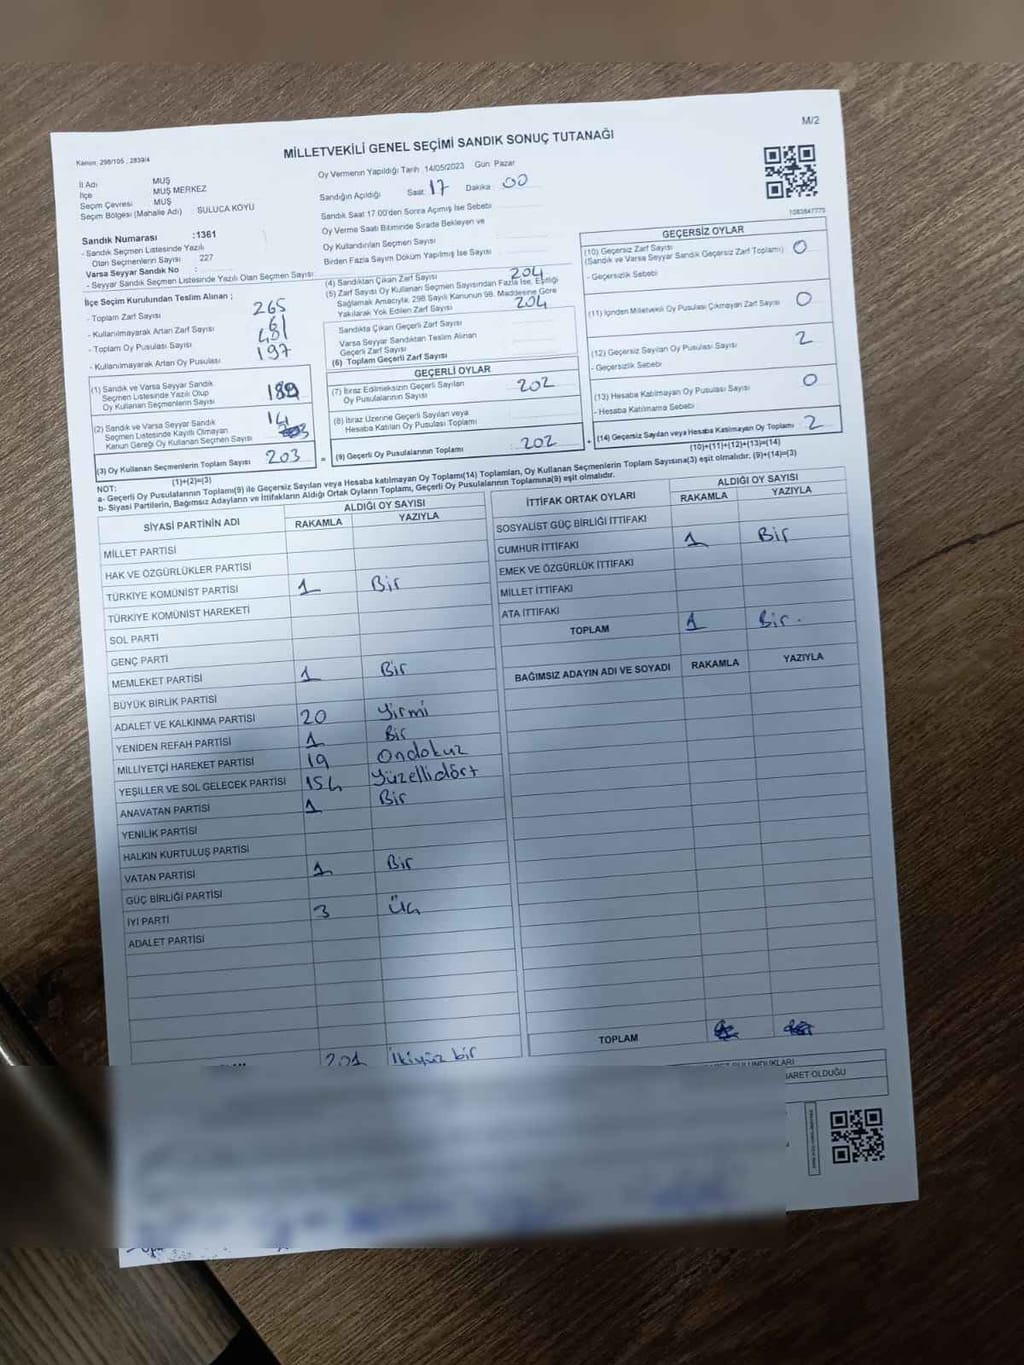 M/2
Kanun: 298/105 ; 2839/4
MİLLETVEKİLİ GENEL SEÇİMİ SANDIK SONUÇ TUTANAĞI
İl Adı MUŞ
İlçe MUŞ MERKEZ
Seçim Çevresi MUŞ
Seçim Bölgesi (Mahalle Adı) : SULUCA KÖYÜ
Sandık Numarası :1361
- Sandık Seçmen Listesinde Yazılı
Olan Seçmenlerin Sayısı 227
Varsa Seyyar Sandık No :
- Seyyar Sandık Seçmen Listesinde Yazılı Olan Seçmen Sayısı
Oy Vermenin Yapıldığı Tarih 14/05/2023 Gün Pazar
Sandığın Açıldığı Saat 17 Dakika 00
Sandık Saat 17.00'den Sonra Açılmış İse Sebebi
Oy Verme Saati Bitiminde Sırada Bekleyen ve
Oy Kullandırılan Seçmen Sayısı
Birden Fazla Sayım Döküm Yapılmış İse Sayısı
İlçe Seçim Kurulundan Teslim Alınan ;
- Toplam Zarf Sayısı 265
- Kullanılmayarak Artan Zarf Sayısı 61
- Toplam Oy Pusulası Sayısı 401
- Kullanılmayarak Artan Oy Pusulası 197
(1) Sandık ve Varsa Seyyar Sandık
Seçmen Listesinde Yazılı Olup
Oy Kullanan Seçmenlerin Sayısı 189
(2) Sandık ve Varsa Seyyar Sandık
Seçmen Listesinde Kayıtlı Olmayan
Kanun Gereği Oy Kullanan Seçmen Sayısı 14
(3) Oy Kullanan Seçmenlerin Toplam Sayısı 203
(1)+(2)=(3)
(4) Sandıktan Çıkan Zarf Sayısı 204
(5) Zarf Sayısı Oy Kullanan Seçmen Sayısından Fazla İse, Eşitliği
Sağlamak Amacıyla, 298 Sayılı Kanunun 98. Maddesine Göre
Yakılarak Yok Edilen Zarf Sayısı 204
Sandıkta Çıkan Geçerli Zarf Sayısı
Varsa Seyyar Sandıktan Teslim Alınan
Geçerli Zarf Sayısı
(6) Toplam Geçerli Zarf Sayısı
GEÇERLİ OYLAR
(7) İtiraz Edilmeksizin Geçerli Sayılan
Oy Pusulalarının Sayısı 202
(8) İtiraz Üzerine Geçerli Sayılan veya
Hesaba Katılan Oy Pusulası Toplamı
= (9) Geçerli Oy Pusulalarının Toplamı 202
1083847775
GEÇERSİZ OYLAR
(10) Geçersiz Zarf Sayısı 0
(Sandık ve Varsa Seyyar Sandık Geçersiz Zarf Toplamı)
- Geçersizlik Sebebi
(11) İçinden Milletvekili Oy Pusulası Çıkmayan Zarf Sayısı 0
(12) Geçersiz Sayılan Oy Pusulası Sayısı 2
- Geçersizlik Sebebi
(13) Hesaba Katılmayan Oy Pusulası Sayısı 0
- Hesaba Katılmama Sebebi
+ (14) Geçersiz Sayılan veya Hesaba Katılmayan Oy Toplamı 2
(10)+(11)+(12)+(13)=(14)
NOT:
a- Geçerli Oy Pusulalarının Toplamı(9) ile Geçersiz Sayılan veya Hesaba katılmayan Oy Toplamı(14) Toplamları, Oy Kullanan Seçmenlerin Toplam Sayısına(3) eşit olmalıdır. (9)+(14)=(3)
b- Siyasi Partilerin, Bağımsız Adayların ve İttifakların Aldığı Ortak Oyların Toplamı, Geçerli Oy Pusulalarının Toplamına(9) eşit olmalıdır.
SİYASİ PARTİNİN ADI ALDIĞI OY SAYISI
RAKAMLA YAZIYLA
MİLLET PARTİSİ
HAK VE ÖZGÜRLÜKLER PARTİSİ
TÜRKİYE KOMÜNİST PARTİSİ 1 Bir
TÜRKİYE KOMÜNİST HAREKETİ
SOL PARTİ
GENÇ PARTİ
MEMLEKET PARTİSİ 1 Bir
BÜYÜK BİRLİK PARTİSİ
ADALET VE KALKINMA PARTİSİ 20 Yirmi
YENİDEN REFAH PARTİSİ 1 Bir
MİLLİYETÇİ HAREKET PARTİSİ 19 Ondokuz
YEŞİLLER VE SOL GELECEK PARTİSİ 154 Yüzellidört
ANAVATAN PARTİSİ 1 Bir
YENİLİK PARTİSİ
HALKIN KURTULUŞ PARTİSİ
VATAN PARTİSİ 1 Bir
GÜÇ BİRLİĞİ PARTİSİ
İYİ PARTİ 3 Üç
ADALET PARTİSİ
201 İkiyüz bir
İTTİFAK ORTAK OYLARI ALDIĞI OY SAYISI
RAKAMLA YAZIYLA
SOSYALİST GÜÇ BİRLİĞİ İTTİFAKI
CUMHUR İTTİFAKI 1 Bir
EMEK VE ÖZGÜRLÜK İTTİFAKI
MİLLET İTTİFAKI
ATA İTTİFAKI
TOPLAM 1 Bir.
BAĞIMSIZ ADAYIN ADI VE SOYADI RAKAMLA YAZIYLA
TOPLAM
BULUNDUKLARI
İARET OLDUĞU